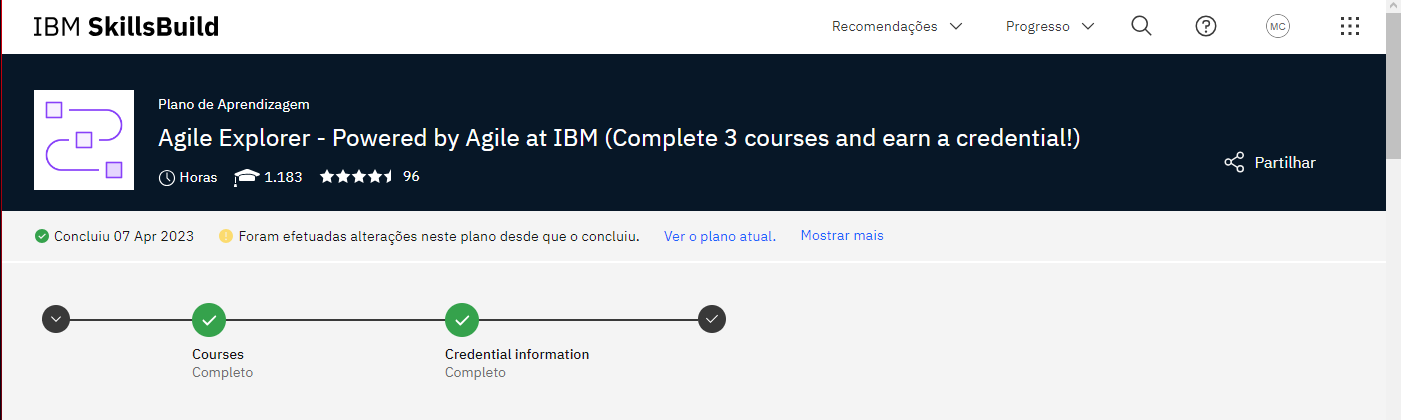 IBM SkillsBuild
Recomendações
Progresso
MC
Plano de Aprendizagem
Agile Explorer - Powered by Agile at IBM (Complete 3 courses and earn a credential!)
Horas
1.183
96
Partilhar
Concluiu 07 Apr 2023
Foram efetuadas alterações neste plano desde que o concluiu.
Ver o plano atual.
Mostrar mais
Courses
Completo
Credential information
Completo